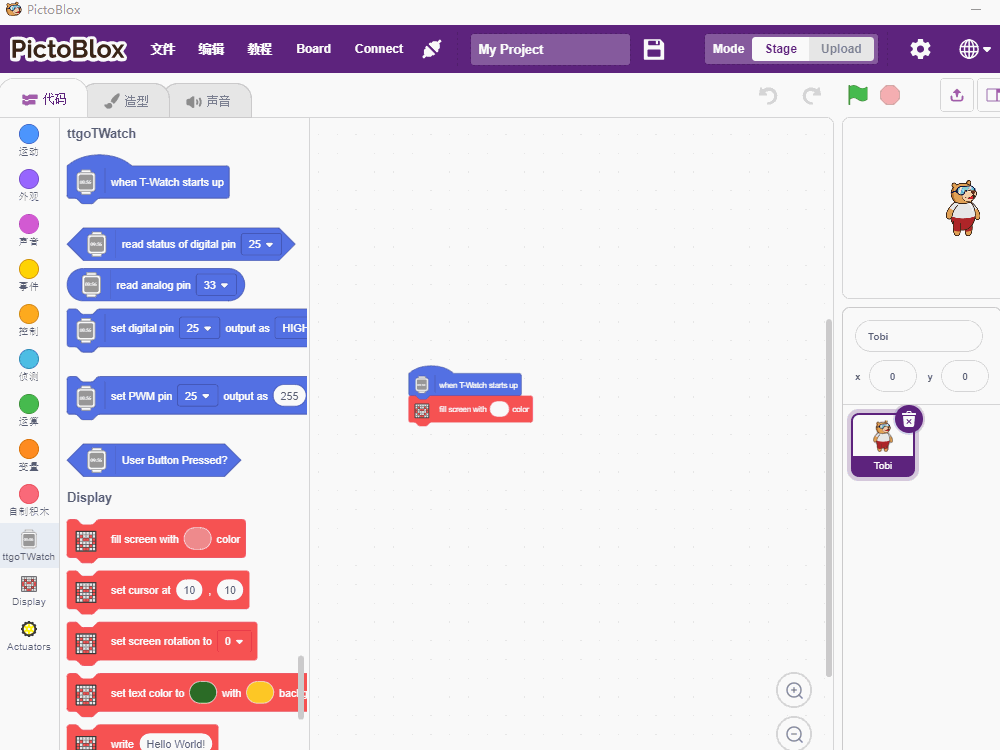 PictoBlox
PictoBlox 文件 编辑 教程 Board Connect My Project Mode Stage Upload
代码 造型 声音
运动
外观
声音
事件
控制
侦测
运算
变量
自制积木
ttgoTWatch
Display
Actuators
ttgoTWatch
when T-Watch starts up
read status of digital pin 25
read analog pin 33
set digital pin 25 output as HIGH
set PWM pin 25 output as 255
User Button Pressed?
Display
fill screen with color
set cursor at 10 , 10
set screen rotation to 0
set text color to with backg
write Hello World!
when T-Watch starts up
fill screen with color
Tobi
x 0 y 0
Tobi